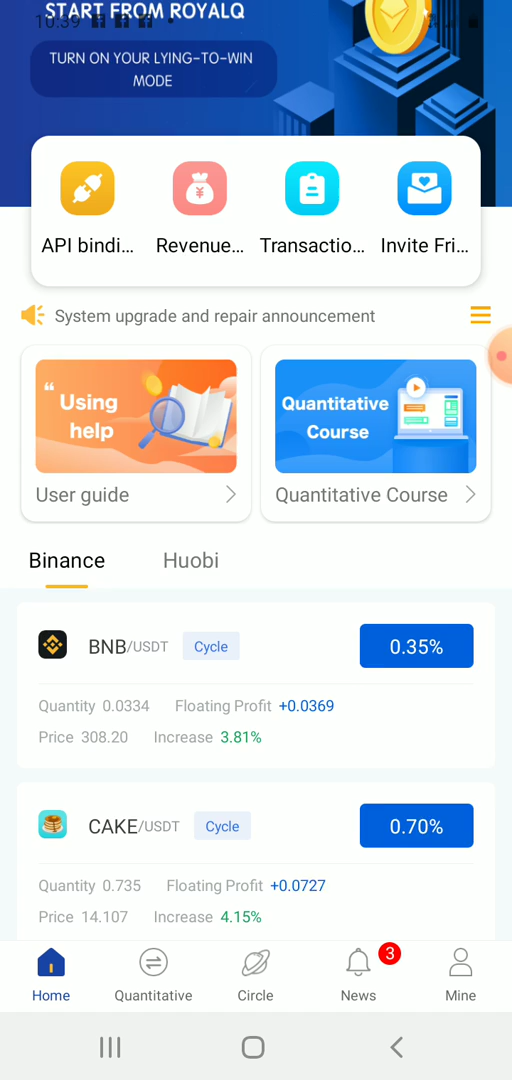 START FROM ROYALQ
10:39
TURN ON YOUR LYING-TO-WIN
MODE
API bindi... Revenue... Transactio... Invite Fri...
System upgrade and repair announcement
Using
help
Quantitative
Course
User guide
Quantitative Course
Binance Huobi
BNB/USDT Cycle 0.35%
Quantity 0.0334 Floating Profit +0.0369
Price 308.20 Increase 3.81%
CAKE/USDT Cycle 0.70%
Quantity 0.735 Floating Profit +0.0727
Price 14.107 Increase 4.15%
3
Home Quantitative Circle News Mine